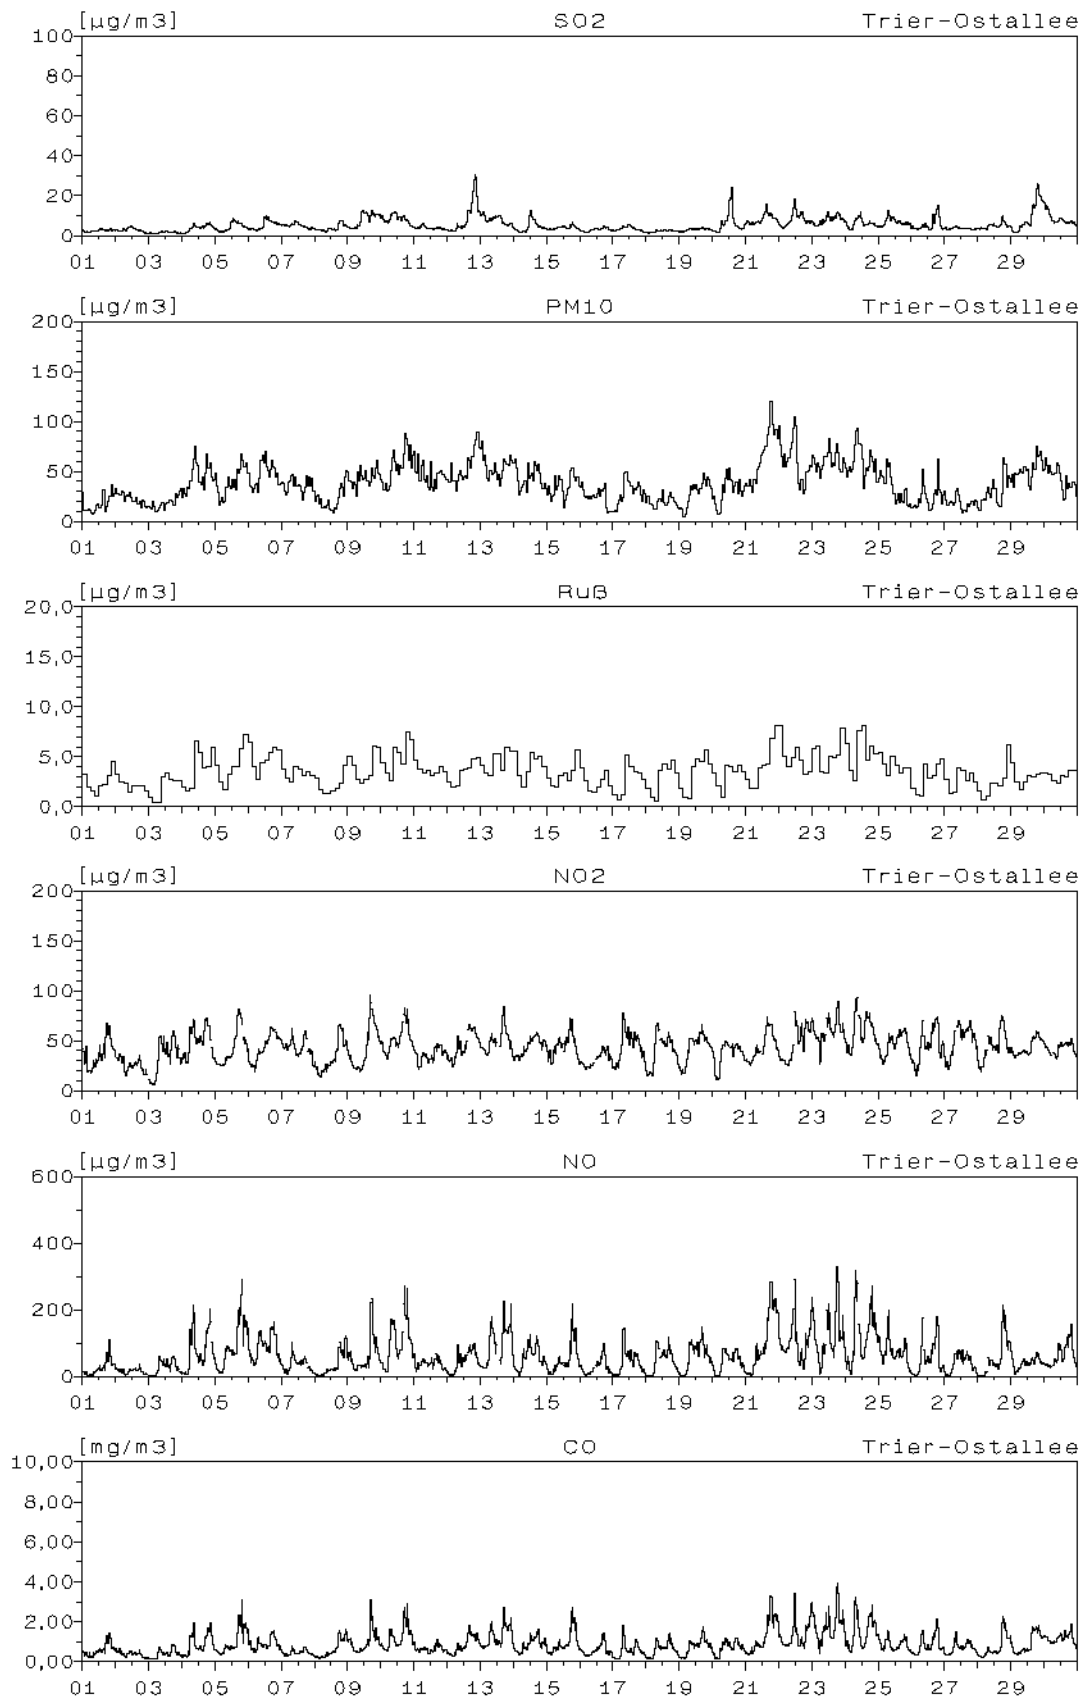 [µg/m3] SO2 Trier-Ostallee
100
80
60
40
20
0
01 03 05 07 09 11 13 15 17 19 21 23 25 27 29
[µg/m3] PM10 Trier-Ostallee
200
150
100
50
0
01 03 05 07 09 11 13 15 17 19 21 23 25 27 29
[µg/m3] Ruß Trier-Ostallee
20,0
15,0
10,0
5,0
0,0
01 03 05 07 09 11 13 15 17 19 21 23 25 27 29
[µg/m3] NO2 Trier-Ostallee
200
150
100
50
0
01 03 05 07 09 11 13 15 17 19 21 23 25 27 29
[µg/m3] NO Trier-Ostallee
600
400
200
0
01 03 05 07 09 11 13 15 17 19 21 23 25 27 29
[mg/m3] CO Trier-Ostallee
10,00
8,00
6,00
4,00
2,00
0,00
01 03 05 07 09 11 13 15 17 19 21 23 25 27 29